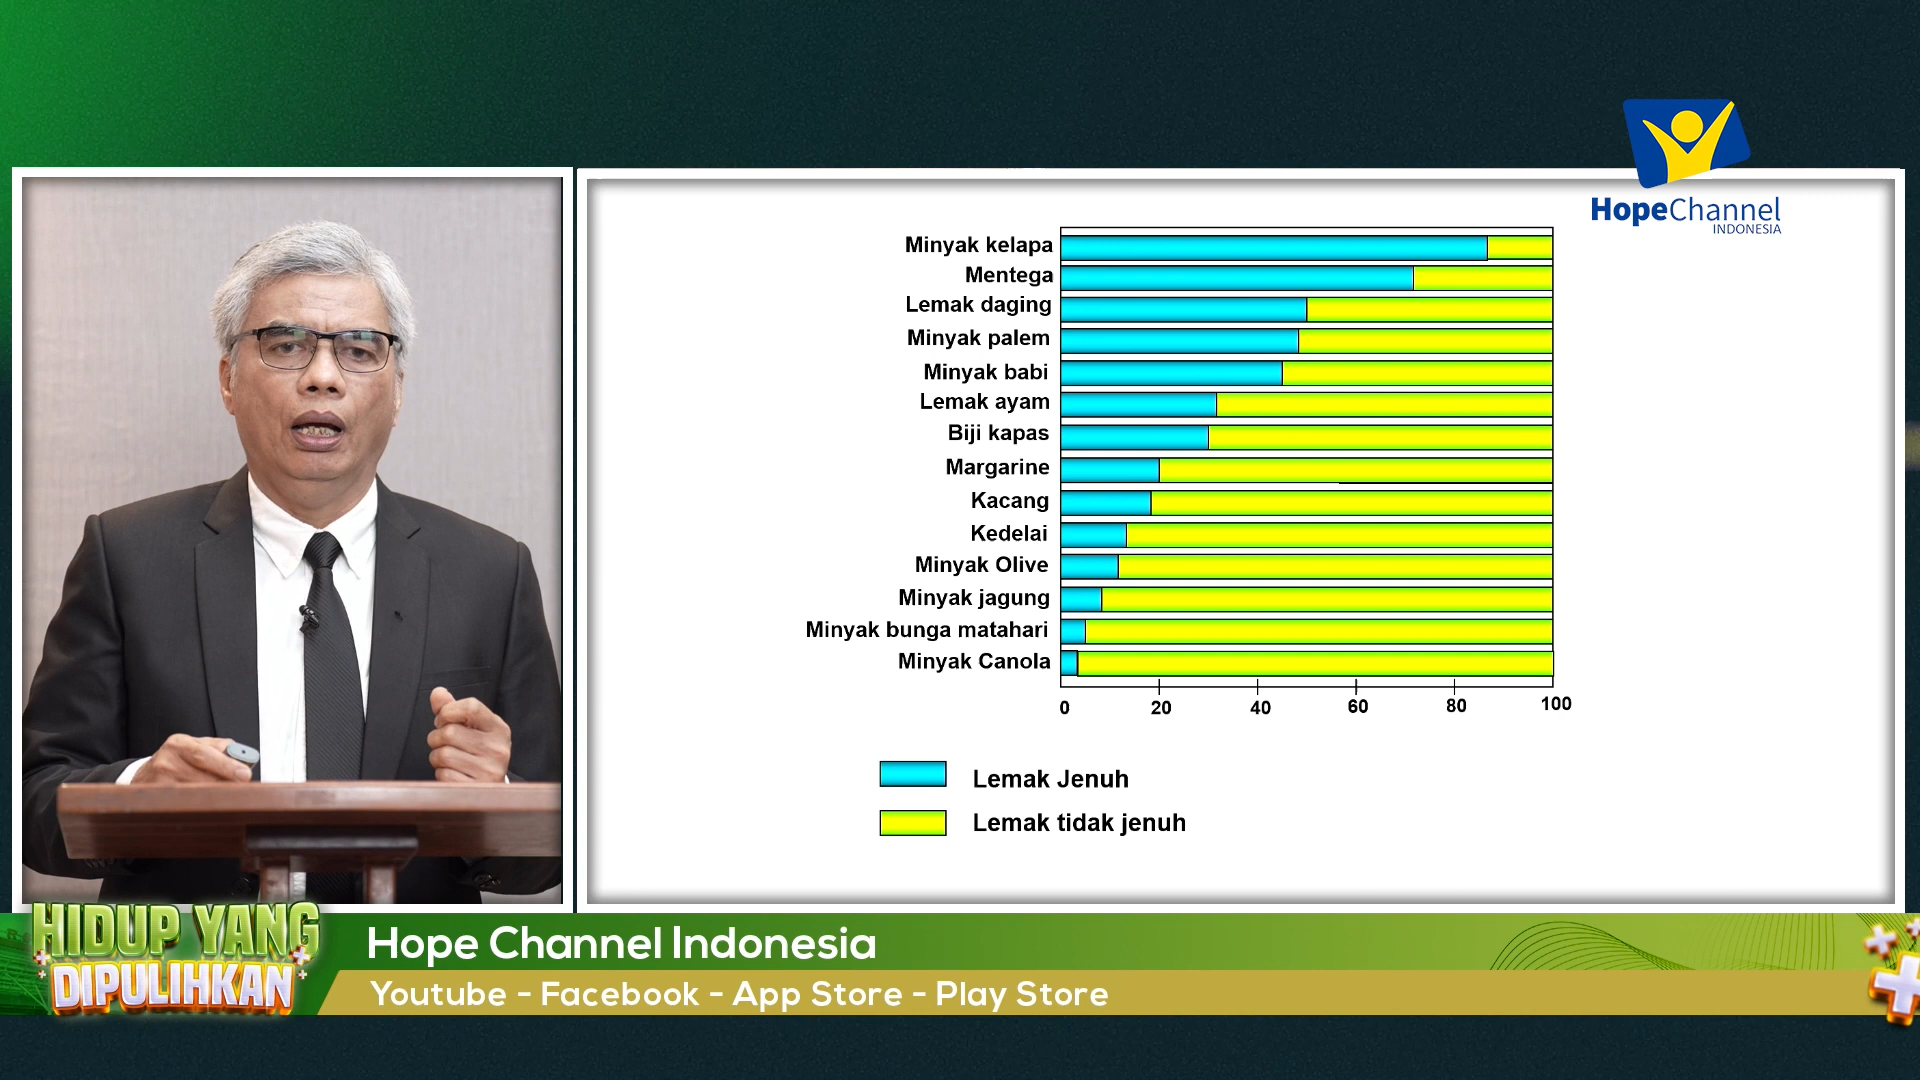 HopeChannel
INDONESIA
Minyak kelapa
Mentega
Lemak daging
Minyak palem
Minyak babi
Lemak ayam
Biji kapas
Margarine
Kacang
Kedelai
Minyak Olive
Minyak jagung
Minyak bunga matahari
Minyak Canola
0 20 40 60 80 100
Lemak Jenuh
Lemak tidak jenuh
HIDUP YANG
DIPULIHKAN
Hope Channel Indonesia
Youtube - Facebook - App Store - Play Store